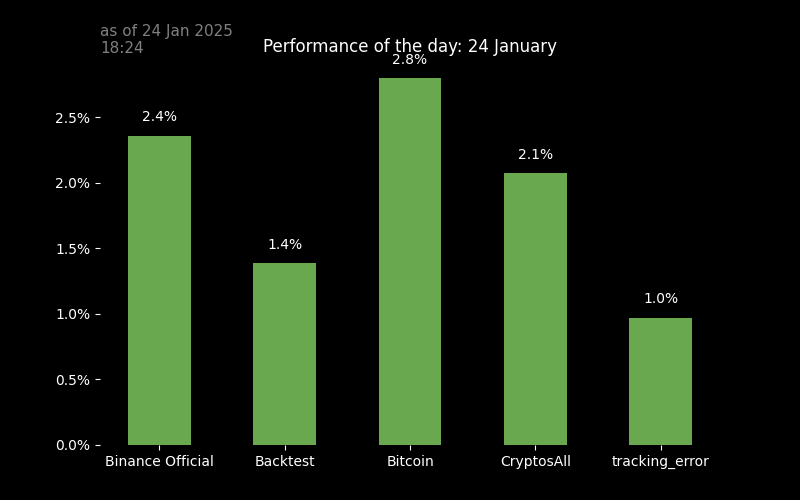 as of 24 Jan 2025
18:24
Performance of the day: 24 January
2.8%
2.4%
2.1%
1.4%
1.0%
2.5%
2.0%
1.5%
1.0%
0.5%
0.0%
Binance Official
Backtest
Bitcoin
CryptosAll
tracking_error